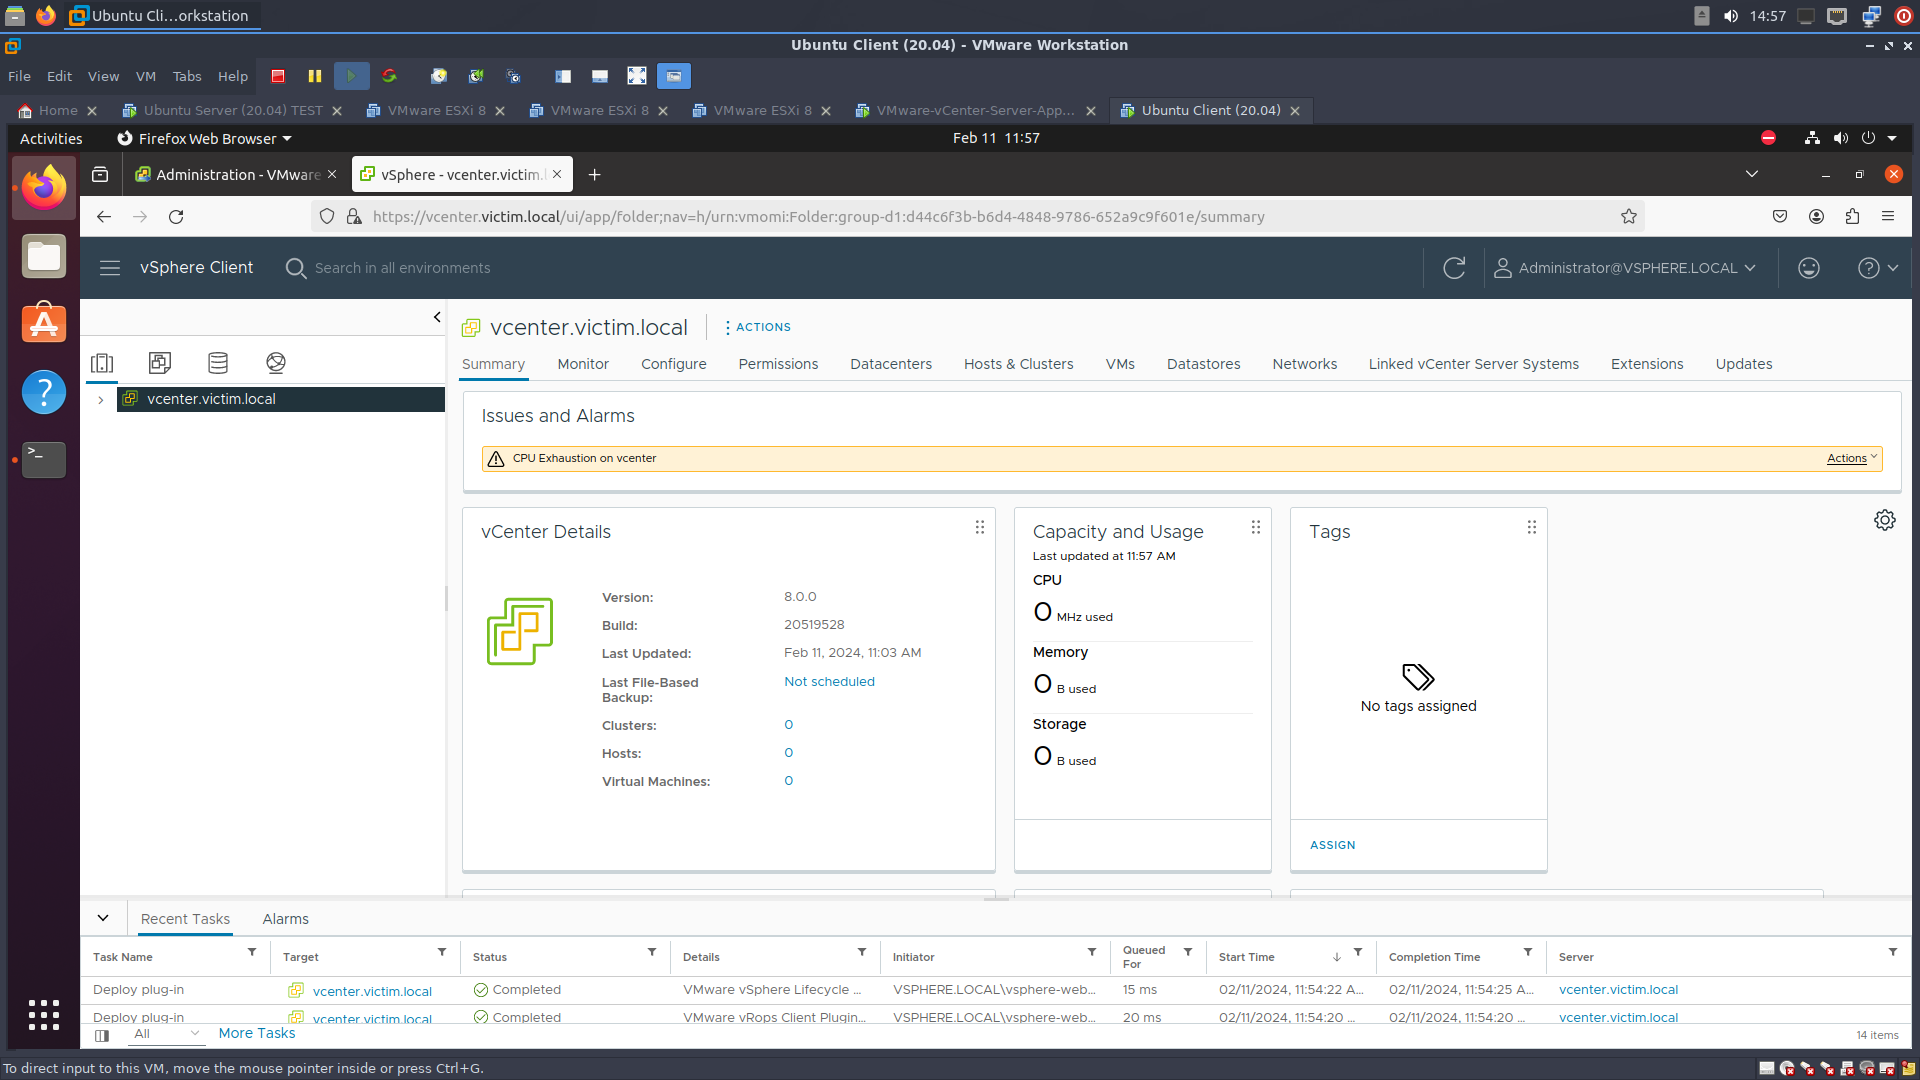 Ubuntu Cli...orkstation
14:57
Ubuntu Client (20.04) - VMware Workstation
File Edit View VM Tabs Help
Home Ubuntu Server (20.04) TEST VMware ESXi 8 VMware ESXi 8 VMware ESXi 8 VMware-vCenter-Server-App... Ubuntu Client (20.04)
Activities Firefox Web Browser Feb 11 11:57
Administration - VMware vSphere - vcenter.victim.l
https://vcenter.victim.local/ui/app/folder;nav=h/urn:vmomi:Folder:group-d1:d44c6f3b-b6d4-4848-9786-652a9c9f601e/summary
vSphere Client Search in all environments Administrator@VSPHERE.LOCAL
vcenter.victim.local ACTIONS
Summary Monitor Configure Permissions Datacenters Hosts & Clusters VMs Datastores Networks Linked vCenter Server Systems Extensions Updates
vcenter.victim.local
Issues and Alarms
CPU Exhaustion on vcenter Actions
vCenter Details
Version: 8.0.0
Build: 20519528
Last Updated: Feb 11, 2024, 11:03 AM
Last File-Based Backup: Not scheduled
Clusters: 0
Hosts: 0
Virtual Machines: 0
Capacity and Usage
Last updated at 11:57 AM
CPU
0 MHz used
Memory
0 B used
Storage
0 B used
Tags
No tags assigned
ASSIGN
Recent Tasks Alarms
Task Name Target Status Details Initiator Queued For Start Time Completion Time Server
Deploy plug-in vcenter.victim.local Completed VMware vSphere Lifecycle ... VSPHERE.LOCAL\vsphere-web... 15 ms 02/11/2024, 11:54:22 A... 02/11/2024, 11:54:25 A... vcenter.victim.local
Deploy plug-in vcenter.victim.local Completed VMware vRops Client Plugin... VSPHERE.LOCAL\vsphere-web... 20 ms 02/11/2024, 11:54:20 ... 02/11/2024, 11:54:20 ... vcenter.victim.local
All More Tasks 14 items
To direct input to this VM, move the mouse pointer inside or press Ctrl+G.